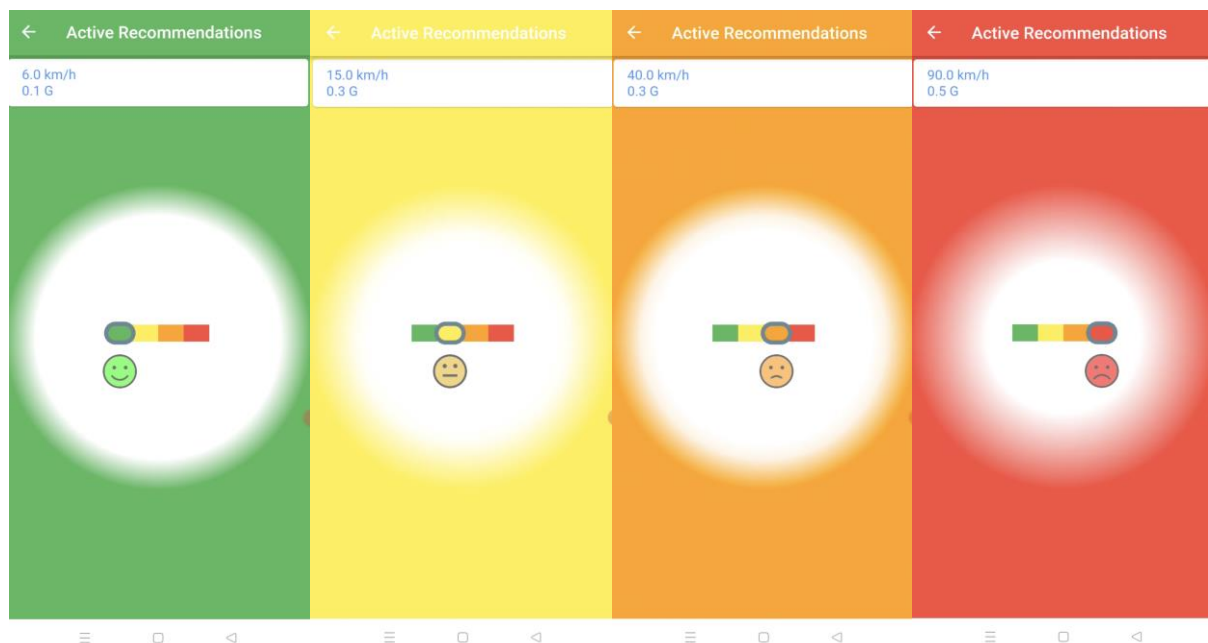 Active Recommendations
6.0 km/h
0.1 G
Active Recommendations
15.0 km/h
0.3 G
Active Recommendations
40.0 km/h
0.3 G
Active Recommendations
90.0 km/h
0.5 G